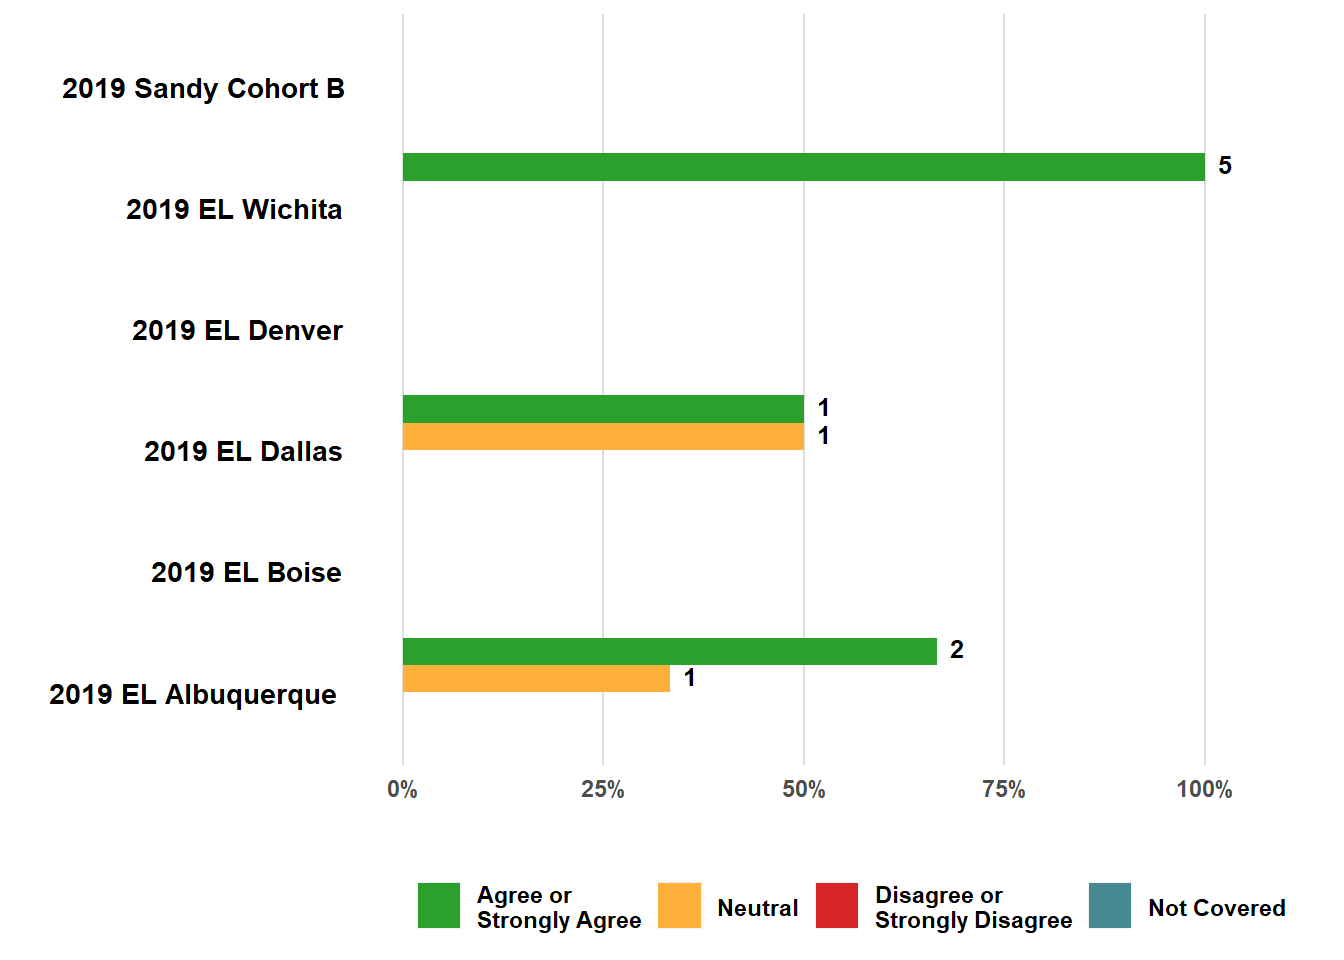 2019 Sandy Cohort B
5
2019 EL Wichita
2019 EL Denver
1
1
2019 EL Dallas
2019 EL Boise
2
1
2019 EL Albuquerque
0% 25% 50% 75% 100%
Agree or
Strongly Agree
Neutral
Disagree or
Strongly Disagree
Not Covered